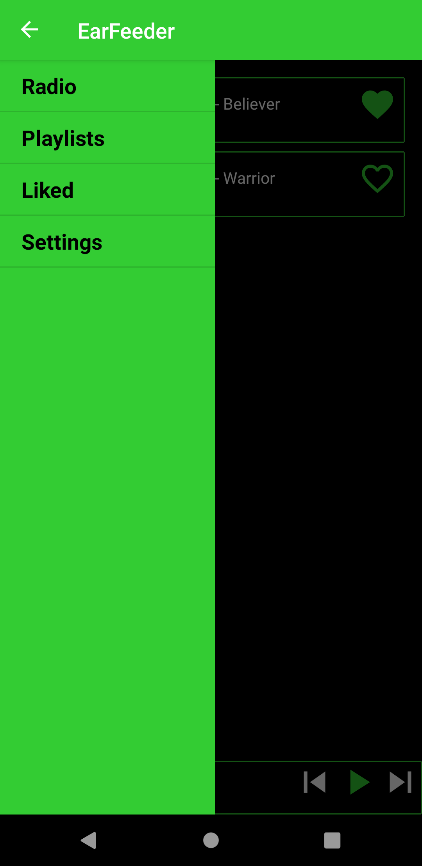 EarFeeder
Radio
- Believer
Playlists
Liked
- Warrior
Settings